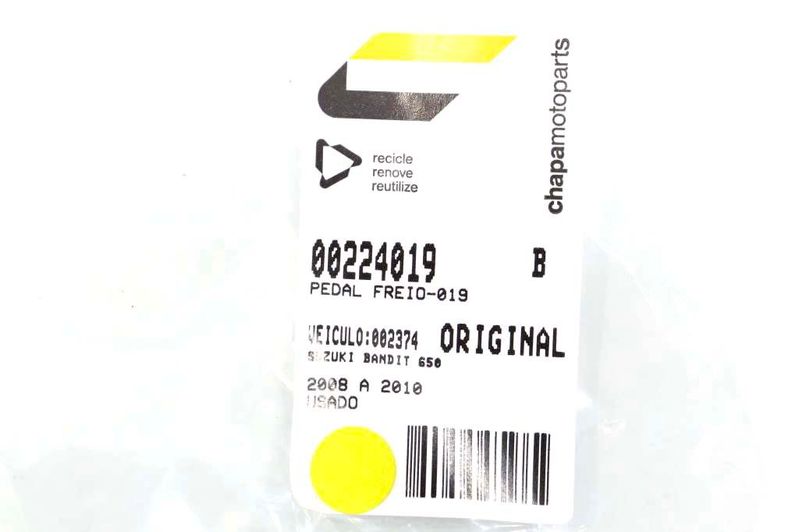 chapamotoparts
recicle
renove
reutilize
00224019 B
PEDAL FREIO-019
VEICULO:002374 ORIGINAL
SUZUKI BANDIT 650
2008 A 2010
USADO